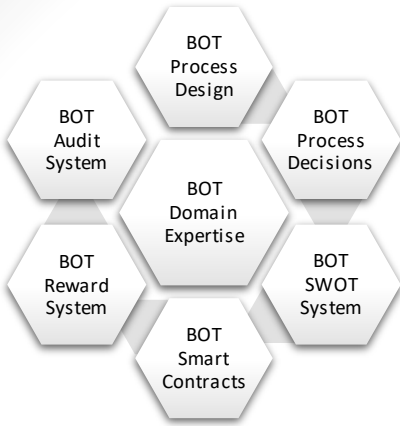 BOT
Process
Design
BOT
Process
Decisions
BOT
SWOT
System
BOT
Smart
Contracts
BOT
Reward
System
BOT
Audit
System
BOT
Domain
Expertise